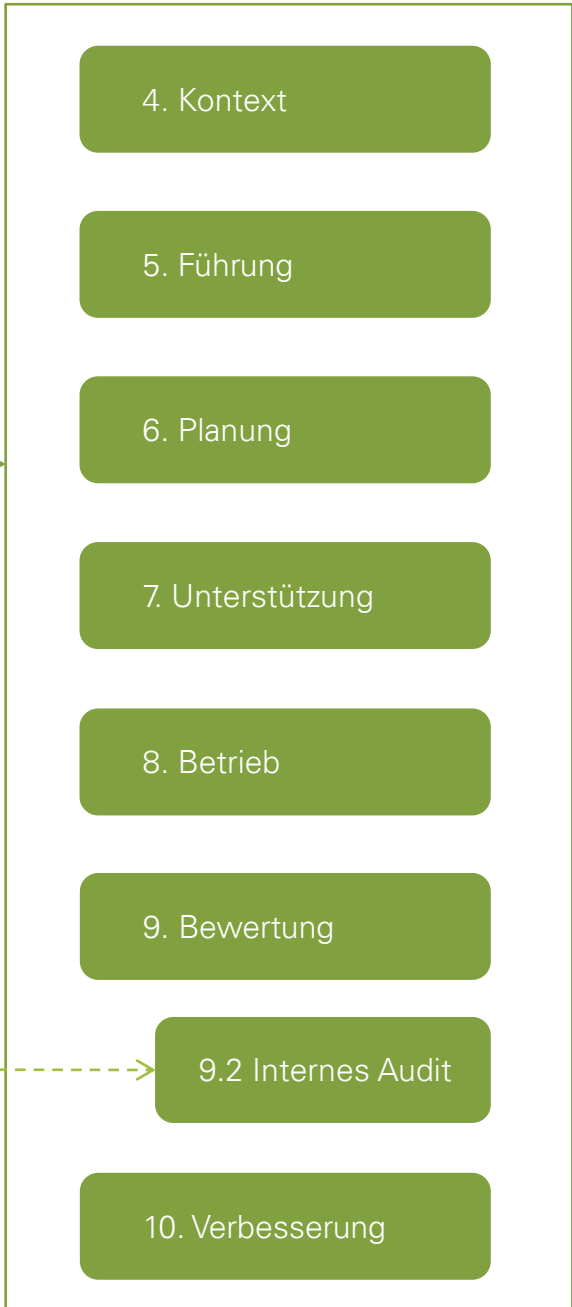 4. Kontext
5. Führung
6. Planung
7. Unterstützung
8. Betrieb
9. Bewertung
9.2 Internes Audit
10. Verbesserung